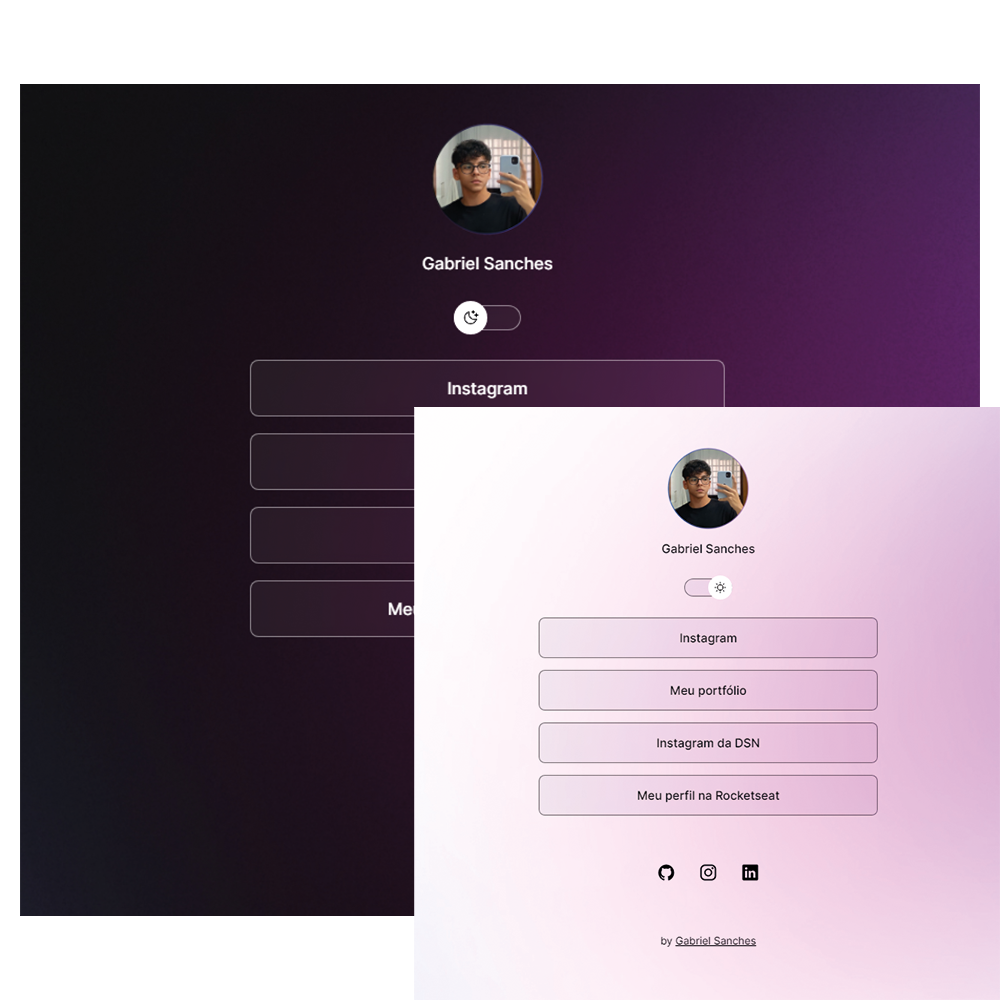 Gabriel Sanches
Instagram
Meu
Gabriel Sanches
Instagram
Meu portfólio
Instagram da DSN
Meu perfil na Rocketseat
in
by Gabriel Sanches